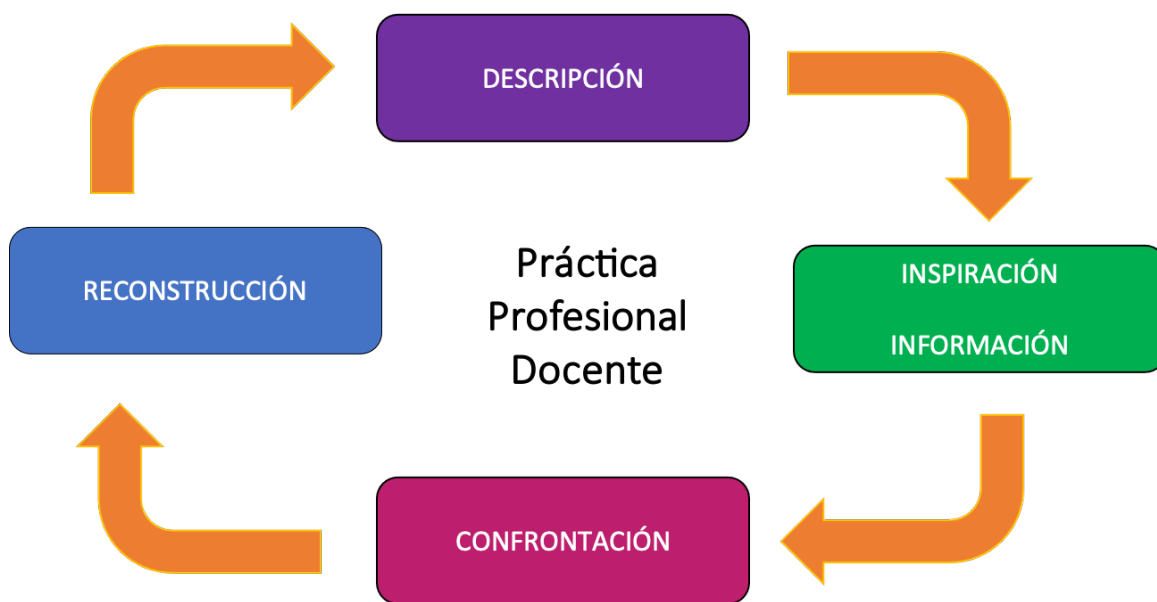 DESCRIPCIÓN
INSPIRACIÓN
INFORMACIÓN
CONFRONTACIÓN
RECONSTRUCCIÓN
Práctica
Profesional
Docente